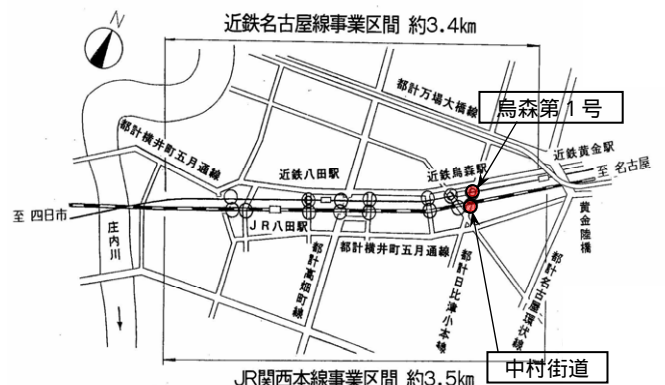 近鉄名古屋線事業区間 約3.4km
N
都計万場大橋線
烏森第1号
都計横井町五月通線
近鉄八田駅
近鉄烏森駅
近鉄黄金駅
至 名古屋
至 四日市
庄内川
JR八田駅
都計高畑町線
都計横井町五月通線
都計日比津小本線
都計名古屋環状線
黄金陸橋
中村街道
JR関西本線事業区間 約3.5km